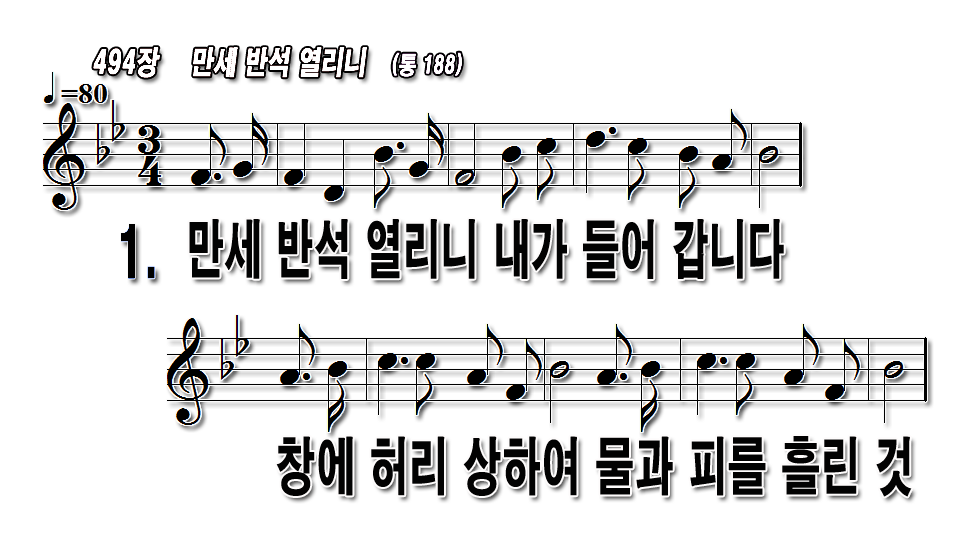 494장 만세 반석 열리니 (통 188)
♩=80
3
4
1. 만세 반석 열리니 내가 들어 갑니다
창에 허리 상하여 물과 피를 흘린 것